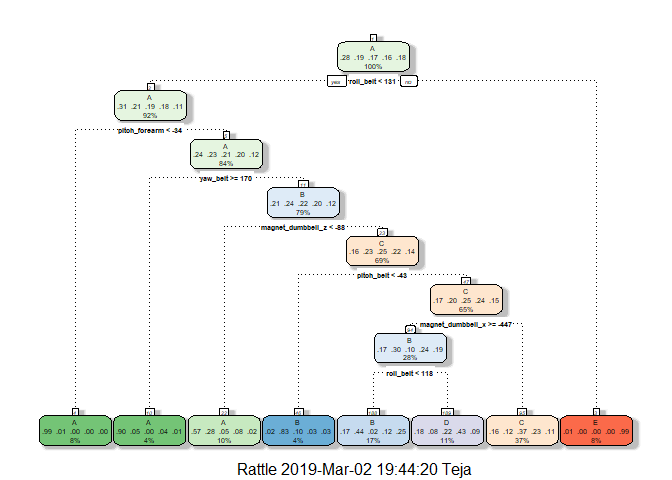 1
A
.28 .19 .17 .16 .18
100%
yes roll_belt < 131 no
2
A
.31 .21 .19 .18 .11
92%
pitch_forearm < -34
5
A
.24 .23 .21 .20 .12
84%
yaw_belt >= 170
11
B
.21 .24 .22 .20 .12
79%
magnet_dumbbell_z < -88
23
C
.16 .23 .25 .22 .14
69%
pitch_belt < -43
47
C
.17 .20 .25 .24 .15
65%
magnet_dumbbell_x >= -447
94
B
.17 .30 .10 .24 .19
28%
roll_belt < 118
4
A
.99 .01 .00 .00 .00
8%
10
A
.90 .05 .00 .04 .01
4%
22
A
.57 .28 .05 .08 .02
10%
46
B
.02 .83 .10 .03 .03
4%
188
B
.17 .44 .02 .12 .25
17%
189
D
.18 .08 .22 .43 .09
11%
95
C
.16 .12 .37 .23 .11
37%
3
E
.01 .00 .00 .00 .99
8%
Rattle 2019-Mar-02 19:44:20 Teja